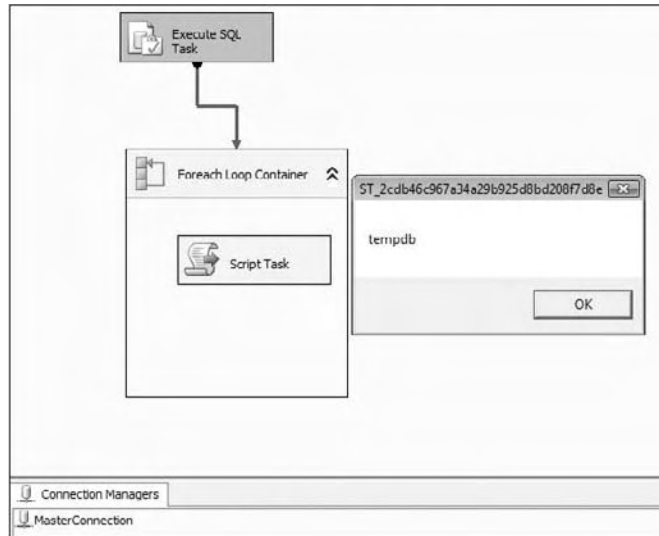 Execute SQL
Task
Foreach Loop Container
ST_2cdb46c967a34a29b925d8bd208f7d8e
tempdb
Script Task
OK
Connection Managers
MasterConnection